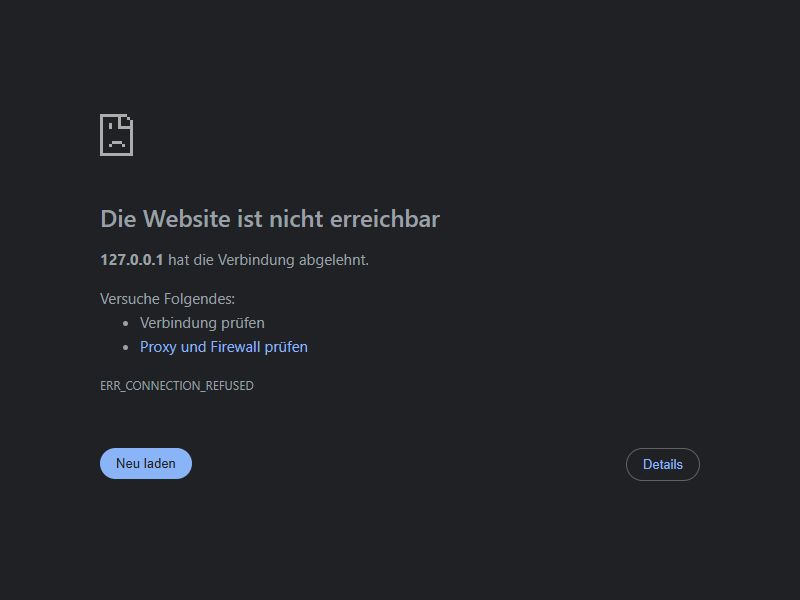 Die Website ist nicht erreichbar
127.0.0.1 hat die Verbindung abgelehnt.
Versuche Folgendes:
• Verbindung prüfen
• Proxy und Firewall prüfen
ERR_CONNECTION_REFUSED
Neu laden
Details